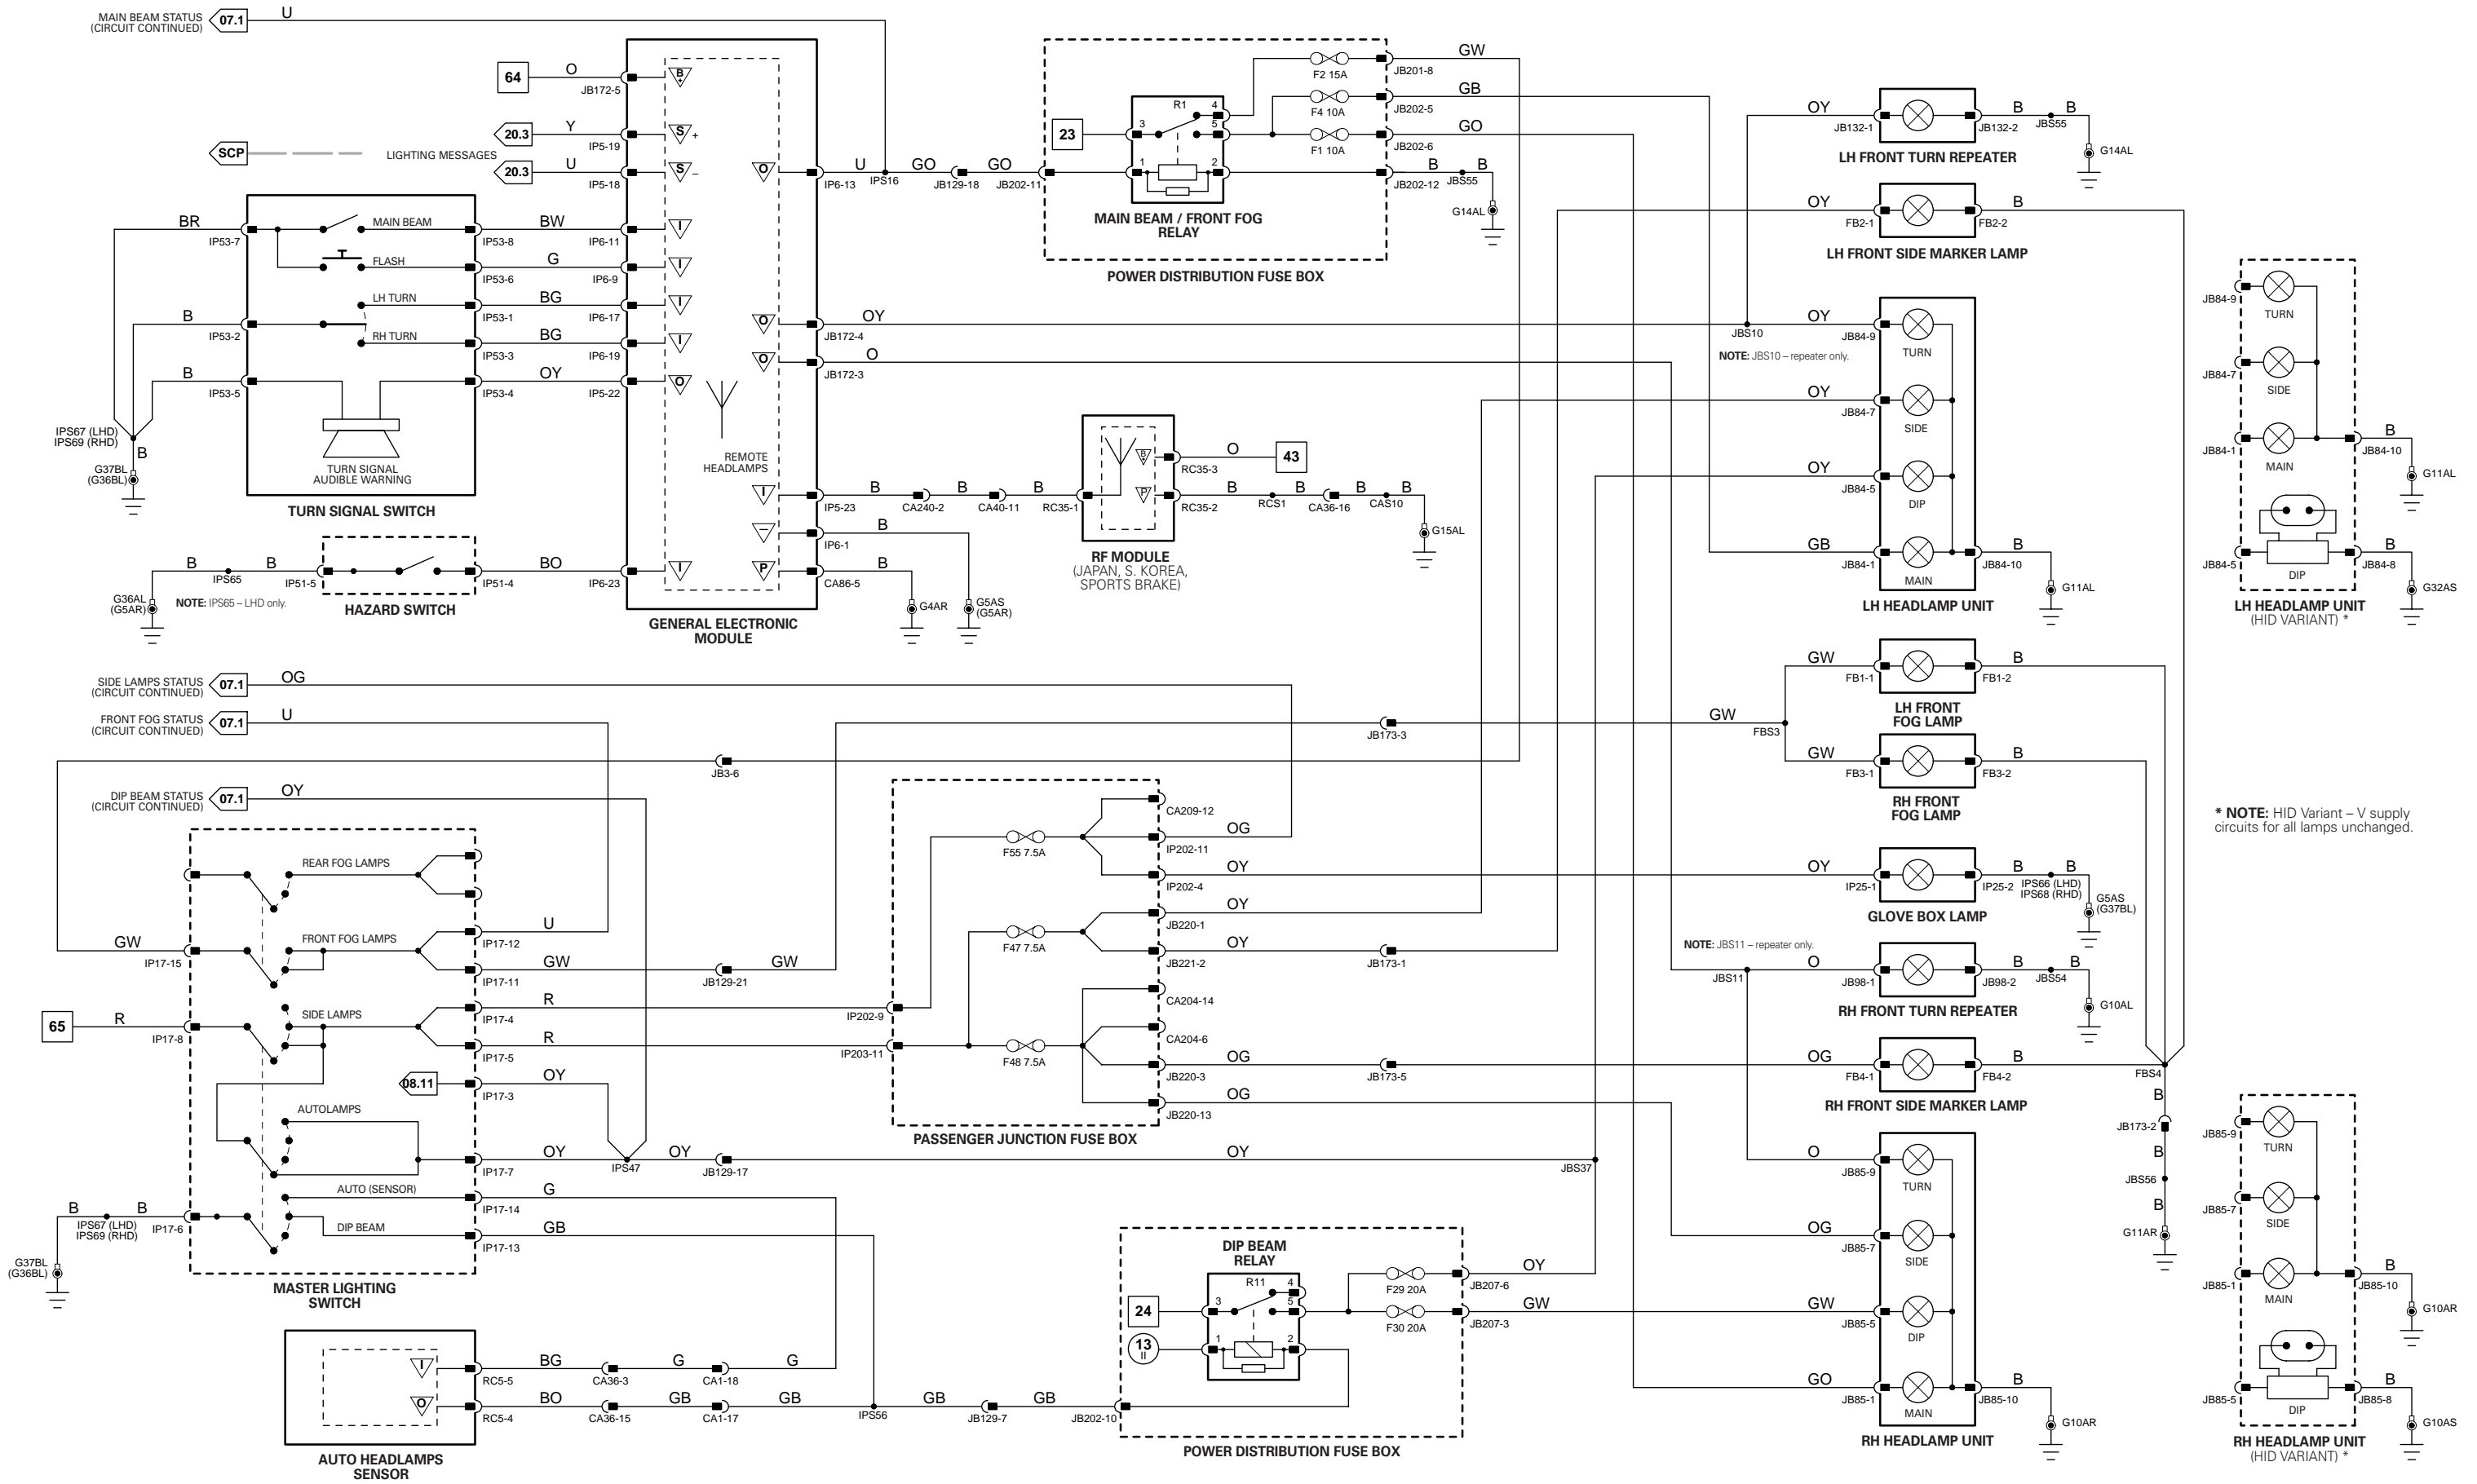 MAIN BEAM STATUS
(CIRCUIT CONTINUED)
07.1
U
64
O
JB172-5
B
+
20.3
Y
IP5-19
S
+
SCP
LIGHTING MESSAGES
20.3
U
IP5-18
S
–
O
IP6-13
U
IPS16
GO
JB129-18
GO
JB202-11
BR
IP53-7
MAIN BEAM
IP53-8
BW
IP6-11
I
FLASH
IP53-6
G
IP6-9
I
LH TURN
IP53-1
BG
IP6-17
I
B
IP53-2
RH TURN
IP53-3
BG
IP6-19
I
B
IP53-5
IP53-4
OY
IP5-22
O
IPS67 (LHD)
IPS69 (RHD)
B
G37BL
(G36BL)
TURN SIGNAL
AUDIBLE WARNING
TURN SIGNAL SWITCH
O
JB172-4
OY
O
JB172-3
O
REMOTE
HEADLAMPS
I
IP5-23
B
CA240-2
B
CA40-11
B
RC35-1
–
IP6-1
B
P
CA86-5
B
G4AR
G5AS
(G5AR)
B
IPS65
B
IP51-5
IP51-4
BO
IP6-23
I
G36AL
(G5AR)
NOTE: IPS65 – LHD only.
HAZARD SWITCH
GENERAL ELECTRONIC
MODULE
23
R1
3
4
5
1
2
F2 15A
JB201-8
GW
F4 10A
JB202-5
GB
F1 10A
JB202-6
GO
JB202-12
B
JBS55
B
G14AL
MAIN BEAM / FRONT FOG
RELAY
POWER DISTRIBUTION FUSE BOX
B
+
RC35-3
O
43
P
RC35-2
B
RCS1
B
CA36-16
B
CAS10
B
G15AL
RF MODULE
(JAPAN, S. KOREA,
SPORTS BRAKE)
OY
JB132-1
JB132-2
B
JBS55
B
G14AL
LH FRONT TURN REPEATER
OY
FB2-1
FB2-2
B
LH FRONT SIDE MARKER LAMP
JBS10
NOTE: JBS10 – repeater only.
OY
JB84-9
TURN
OY
JB84-7
SIDE
OY
JB84-5
DIP
GB
JB84-1
MAIN
JB84-10
B
G11AL
LH HEADLAMP UNIT
JB84-9
TURN
JB84-7
SIDE
JB84-1
MAIN
JB84-10
B
G11AL
JB84-5
DIP
JB84-8
B
G32AS
LH HEADLAMP UNIT
(HID VARIANT) *
SIDE LAMPS STATUS
(CIRCUIT CONTINUED)
07.1
OG
FRONT FOG STATUS
(CIRCUIT CONTINUED)
07.1
U
JB3-6
JB173-3
GW
FBS3
DIP BEAM STATUS
(CIRCUIT CONTINUED)
07.1
OY
GW
FB1-1
FB1-2
B
LH FRONT
FOG LAMP
GW
FB3-1
FB3-2
B
RH FRONT
FOG LAMP
* NOTE: HID Variant – V supply
circuits for all lamps unchanged.
REAR FOG LAMPS
GW
IP17-15
FRONT FOG LAMPS
IP17-12
U
IP17-11
GW
JB129-21
GW
65
R
IP17-8
SIDE LAMPS
IP17-4
R
IP202-9
IP17-5
R
IP203-11
08.11
IP17-3
OY
AUTOLAMPS
IP17-7
OY
IPS47
OY
JB129-17
OY
JBS37
B
IPS67 (LHD)
IPS69 (RHD)
B
IP17-6
AUTO (SENSOR)
IP17-14
G
DIP BEAM
IP17-13
GB
G37BL
(G36BL)
MASTER LIGHTING
SWITCH
F55 7.5A
CA209-12
IP202-11
OG
IP202-4
OY
F47 7.5A
JB220-1
OY
JB221-2
OY
JB173-1
CA204-14
CA204-6
F48 7.5A
JB220-3
OG
JB173-5
JB220-13
OG
PASSENGER JUNCTION FUSE BOX
OY
IP25-1
IP25-2
B
IPS66 (LHD)
IPS68 (RHD)
B
G5AS
(G37BL)
GLOVE BOX LAMP
NOTE: JBS11 – repeater only.
JBS11
O
JB98-1
JB98-2
B
JBS54
B
G10AL
RH FRONT TURN REPEATER
OG
FB4-1
FB4-2
B
FBS4
RH FRONT SIDE MARKER LAMP
B
JB173-2
B
JBS56
B
G11AR
I
RC5-5
BG
CA36-3
G
CA1-18
G
O
RC5-4
BO
CA36-15
GB
CA1-17
GB
IPS56
GB
JB129-7
GB
JB202-10
AUTO HEADLAMPS
SENSOR
DIP BEAM
RELAY
R11
24
3
4
5
13
II
1
2
F29 20A
JB207-6
OY
F30 20A
JB207-3
GW
POWER DISTRIBUTION FUSE BOX
O
JB85-9
TURN
OG
JB85-7
SIDE
GW
JB85-5
DIP
GO
JB85-1
MAIN
JB85-10
B
G10AR
RH HEADLAMP UNIT
JB85-9
TURN
JB85-7
SIDE
JB85-1
MAIN
JB85-10
B
G10AR
JB85-5
DIP
JB85-8
B
G10AS
RH HEADLAMP UNIT
(HID VARIANT) *